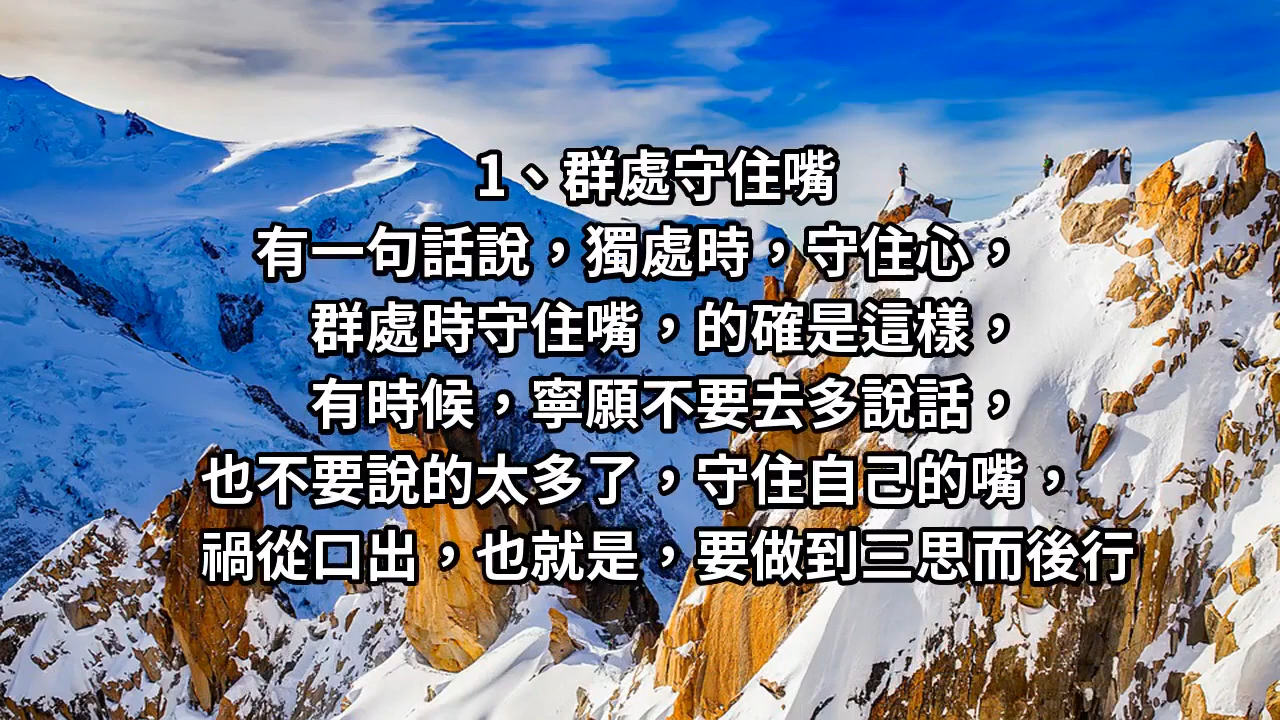 1、群處守住嘴
有一句話說，獨處時，守住心，
群處時守住嘴，的確是這樣，
有時候，寧願不要去多說話，
也不要說的太多了，守住自己的嘴，
禍從口出，也就是，要做到三思而後行